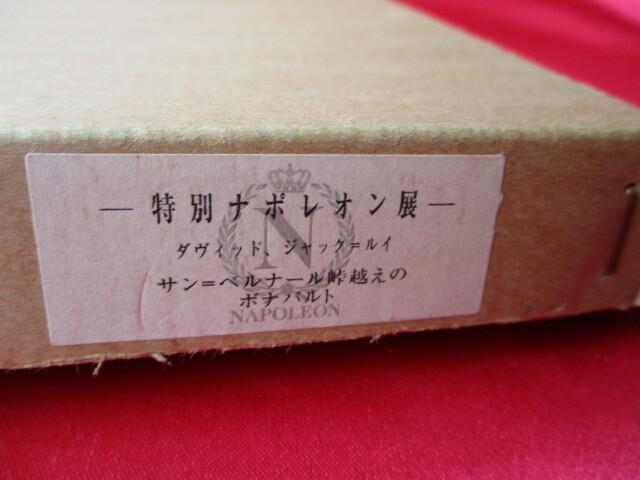 — 特別ナポレオン展 —
N
ダヴィッド、ジャック=ルイ
サン=ベルナール峠越えの
ボナパルト
NAPOLEON